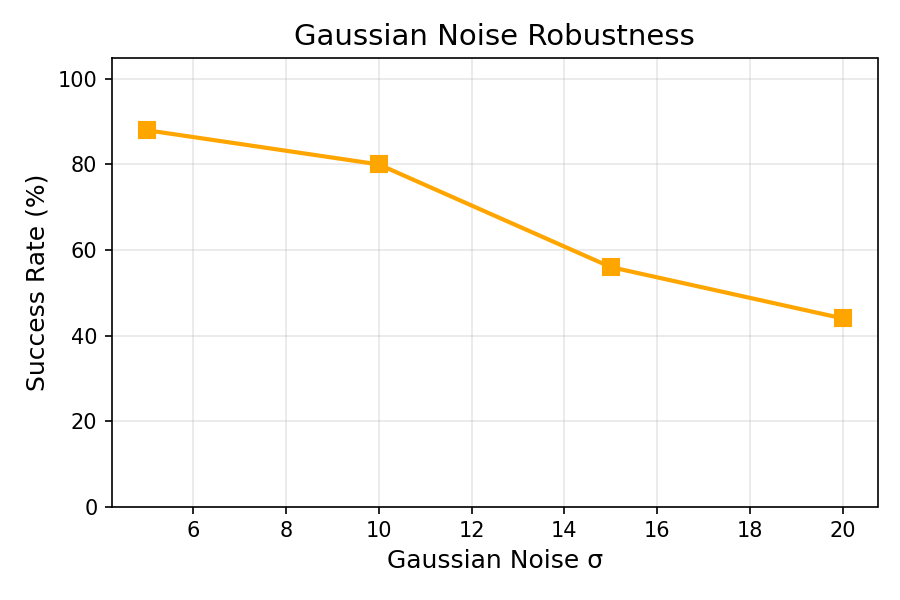 Gaussian Noise Robustness
Success Rate (%)
100
80
60
40
20
0
6 8 10 12 14 16 18 20
Gaussian Noise σ